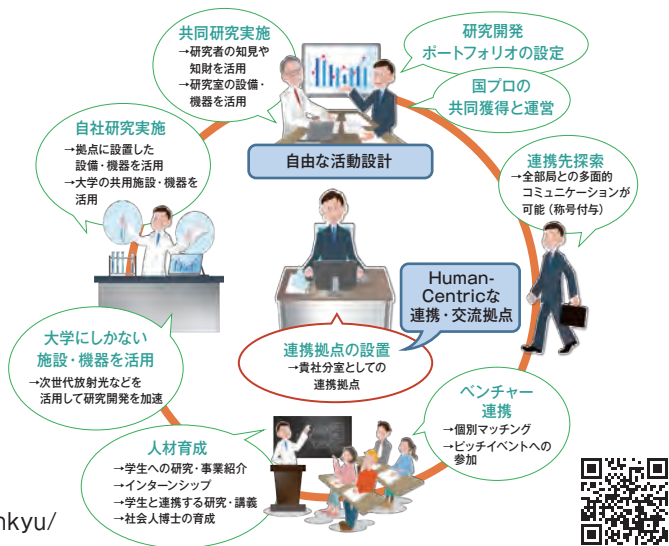 共同研究実施
→研究者の知見や
知財を活用
→研究室の設備・
機器を活用
研究開発
ポートフォリオの設定
国プロの
共同獲得と運営
自由な活動設計
自社研究実施
→拠点に設置した
設備・機器を活用
→大学の共用施設・機器を
活用
連携先探索
→全部局との多面的
コミュニケーションが
可能（称号付与）
Human-
Centricな
連携・交流拠点
連携拠点の設置
→貴社分室としての
連携拠点
大学にしかない
施設・機器を活用
→次世代放射光などを
活用して研究開発を加速
ベンチャー
連携
→個別マッチング
→ピッチイベントへの
参加
人材育成
→学生への研究・事業紹介
→インターンシップ
→学生と連携する研究・講義
→社会人博士の育成
nkyu/